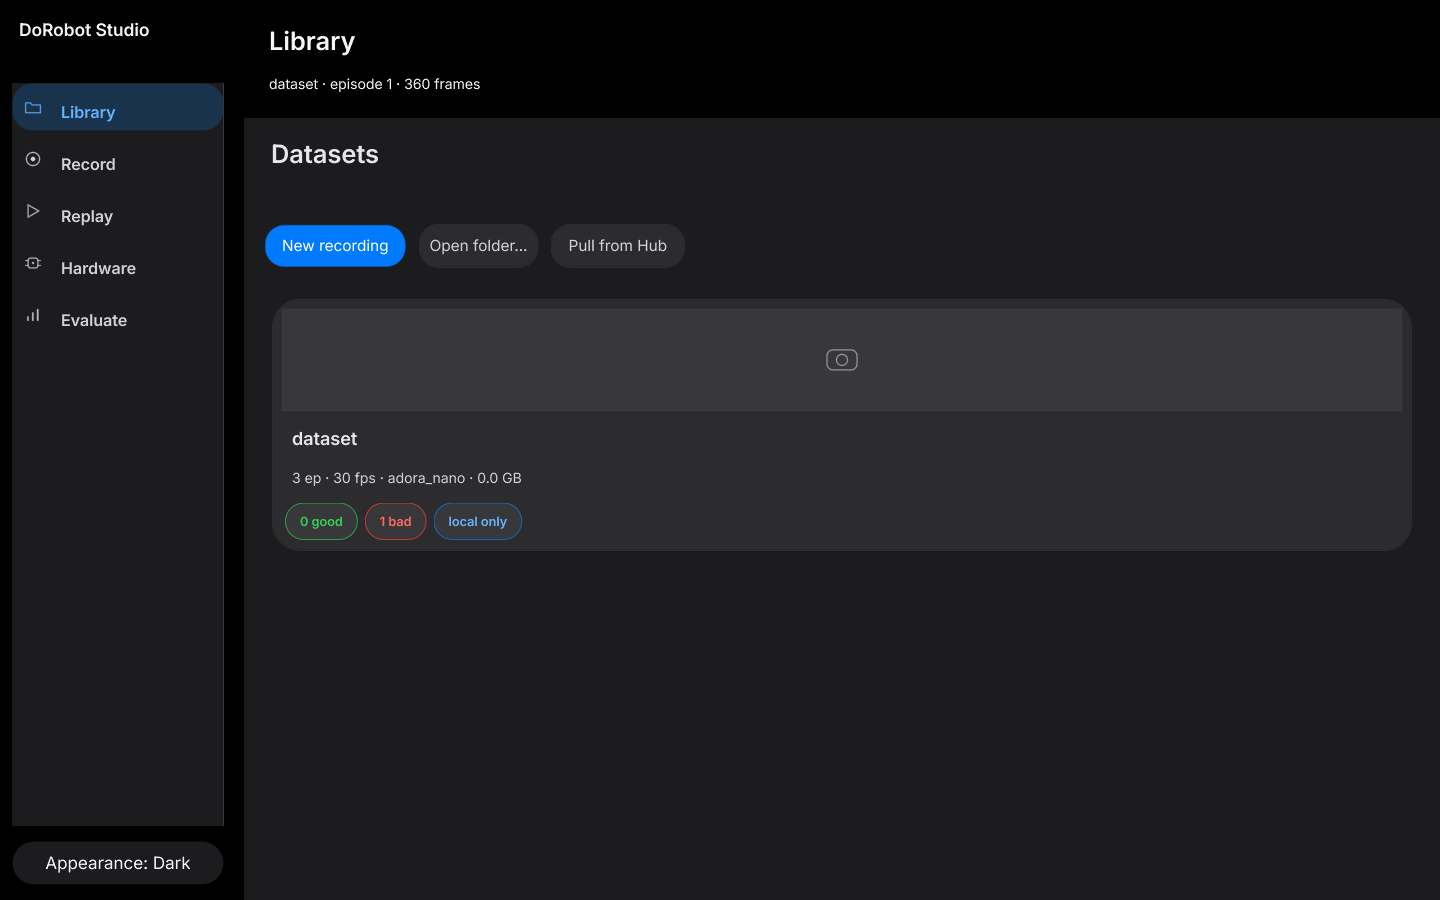 DoRobot Studio
Library
Record
Replay
Hardware
Evaluate
Appearance: Dark
Library
dataset · episode 1 · 360 frames
Datasets
New recording
Open folder...
Pull from Hub
dataset
3 ep · 30 fps · adora_nano · 0.0 GB
0 good
1 bad
local only